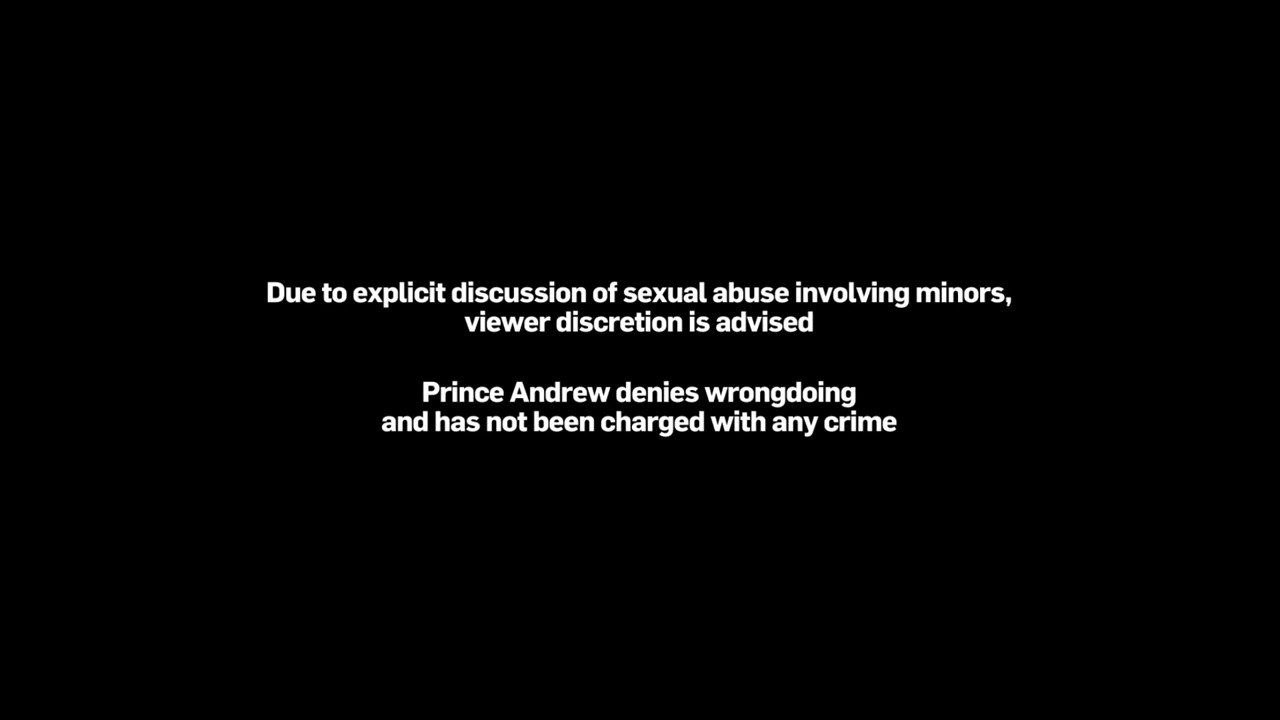 Due to explicit discussion of sexual abuse involving minors,
viewer discretion is advised
Prince Andrew denies wrongdoing
and has not been charged with any crime